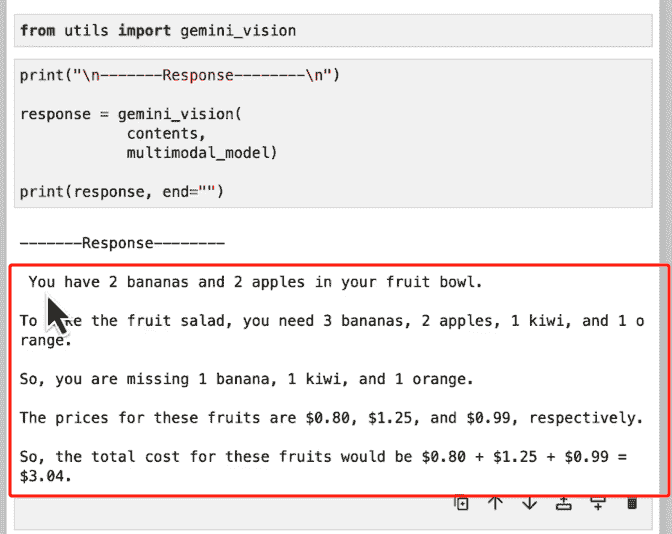 from utils import gemini_vision
print("\n-------Response--------\n")
response = gemini_vision(
contents,
multimodal_model)
print(response, end="")
-------Response--------
You have 2 bananas and 2 apples in your fruit bowl.
To ke the fruit salad, you need 3 bananas, 2 apples, 1 kiwi, and 1 o
range.
So, you are missing 1 banana, 1 kiwi, and 1 orange.
The prices for these fruits are $0.80, $1.25, and $0.99, respectively.
So, the total cost for these fruits would be $0.80 + $1.25 + $0.99 =
$3.04.